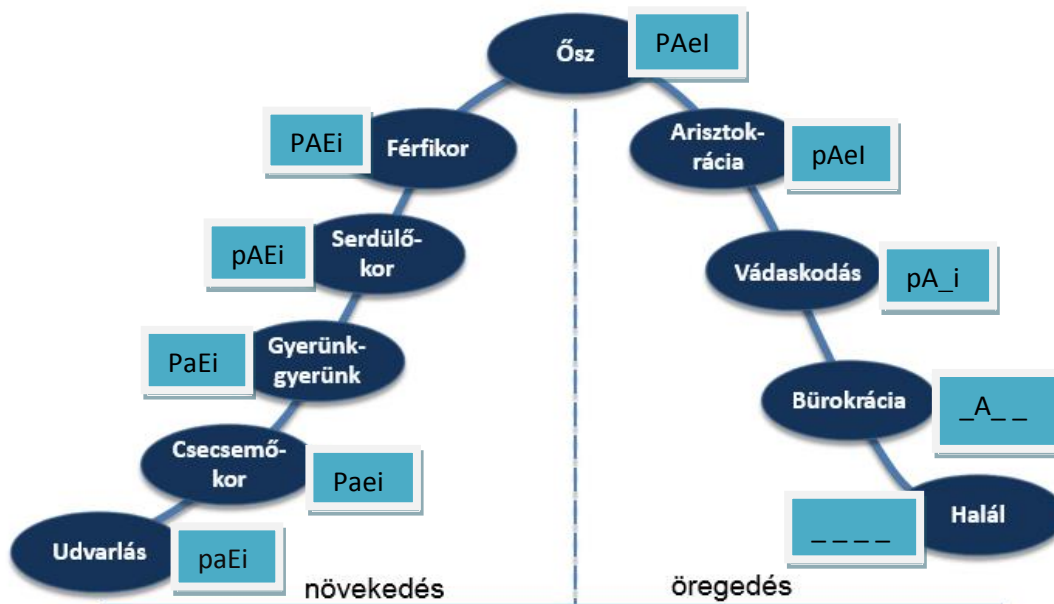 Ősz
PAeI
PAEi
Férfikor
Arisztok-
rácia
pAeI
pAEi
Serdülő-
kor
Vádaskodás
pA_i
PaEi
Gyerünk-
gyerünk
Bürokrácia
_A_ _
Csecsemő-
kor
Paei
_ _ _ _
Halál
Udvarlás
paEi
növekedés
öregedés